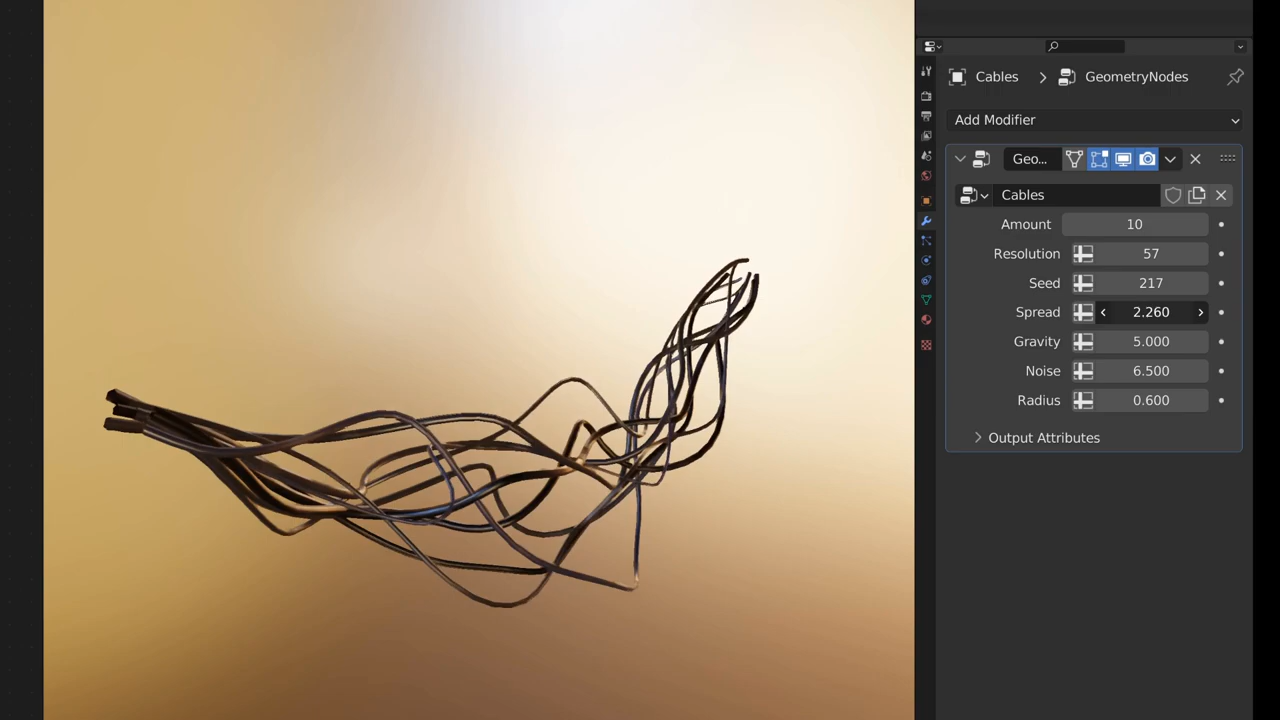 Cables > GeometryNodes
Add Modifier
Geo...
Cables
Amount 10
Resolution 57
Seed 217
Spread 2.260
Gravity 5.000
Noise 6.500
Radius 0.600
Output Attributes